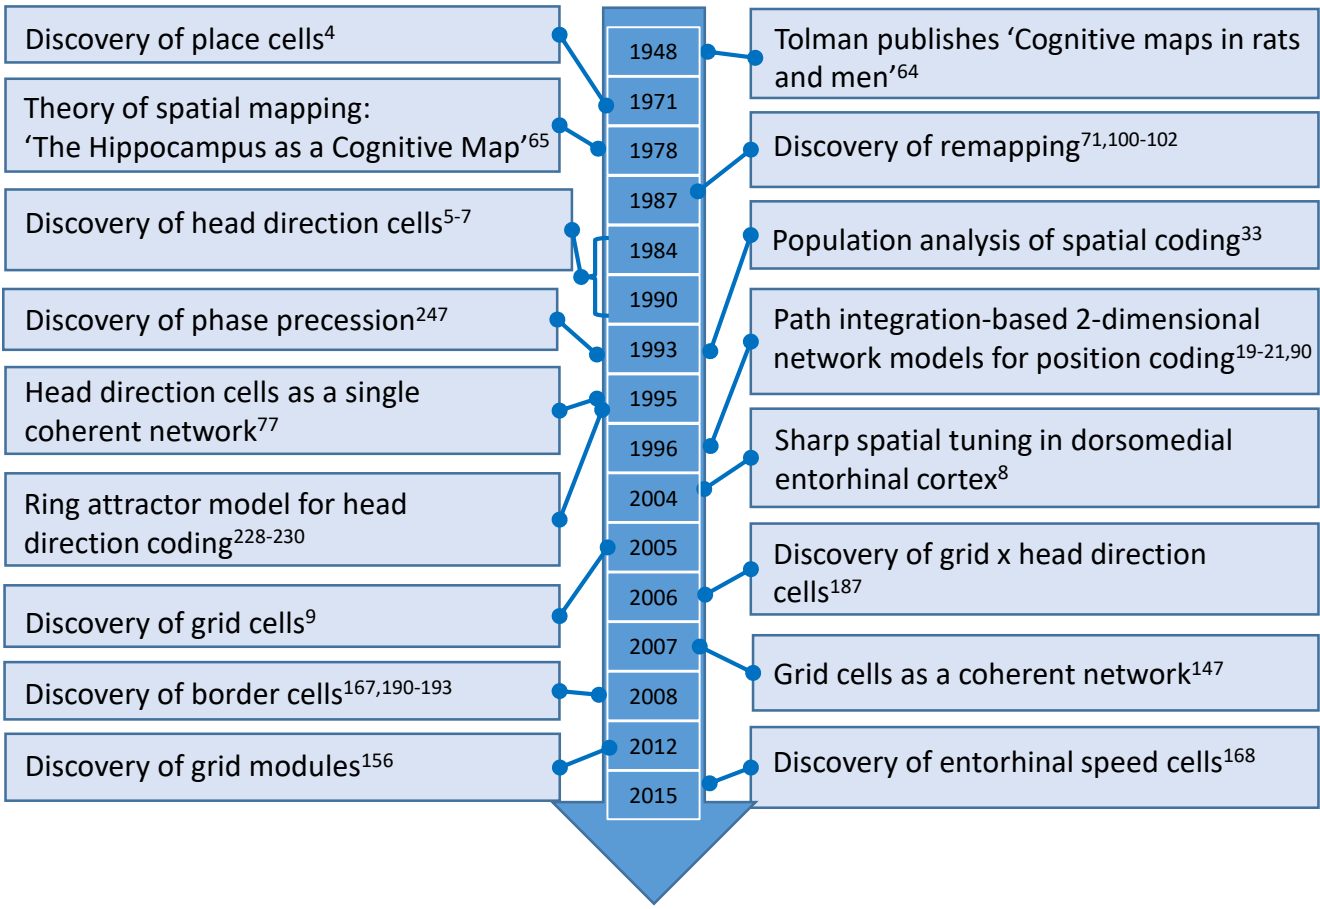 Discovery of place cells4
Theory of spatial mapping:
‘The Hippocampus as a Cognitive Map’65
Discovery of head direction cells5-7
Discovery of phase precession247
Head direction cells as a single
coherent network77
Ring attractor model for head
direction coding228-230
Discovery of grid cells9
Discovery of border cells167,190-193
Discovery of grid modules156
1948
1971
1978
1987
1984
1990
1993
1995
1996
2004
2005
2006
2007
2008
2012
2015
Tolman publishes ‘Cognitive maps in rats
and men’64
Discovery of remapping71,100-102
Population analysis of spatial coding33
Path integration-based 2-dimensional
network models for position coding19-21,90
Sharp spatial tuning in dorsomedial
entorhinal cortex8
Discovery of grid x head direction
cells187
Grid cells as a coherent network147
Discovery of entorhinal speed cells168